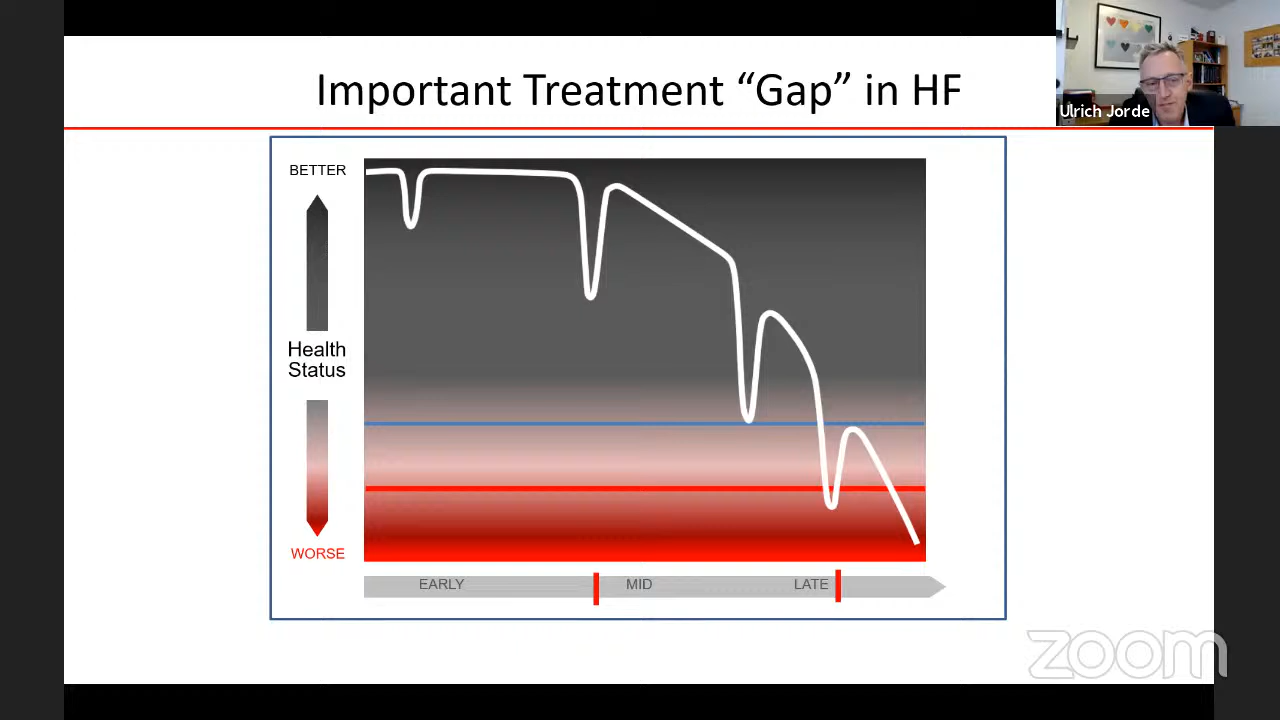 Important Treatment “Gap” in HF
Ulrich Jorde
BETTER
Health
Status
WORSE
EARLY
MID
LATE
zoom